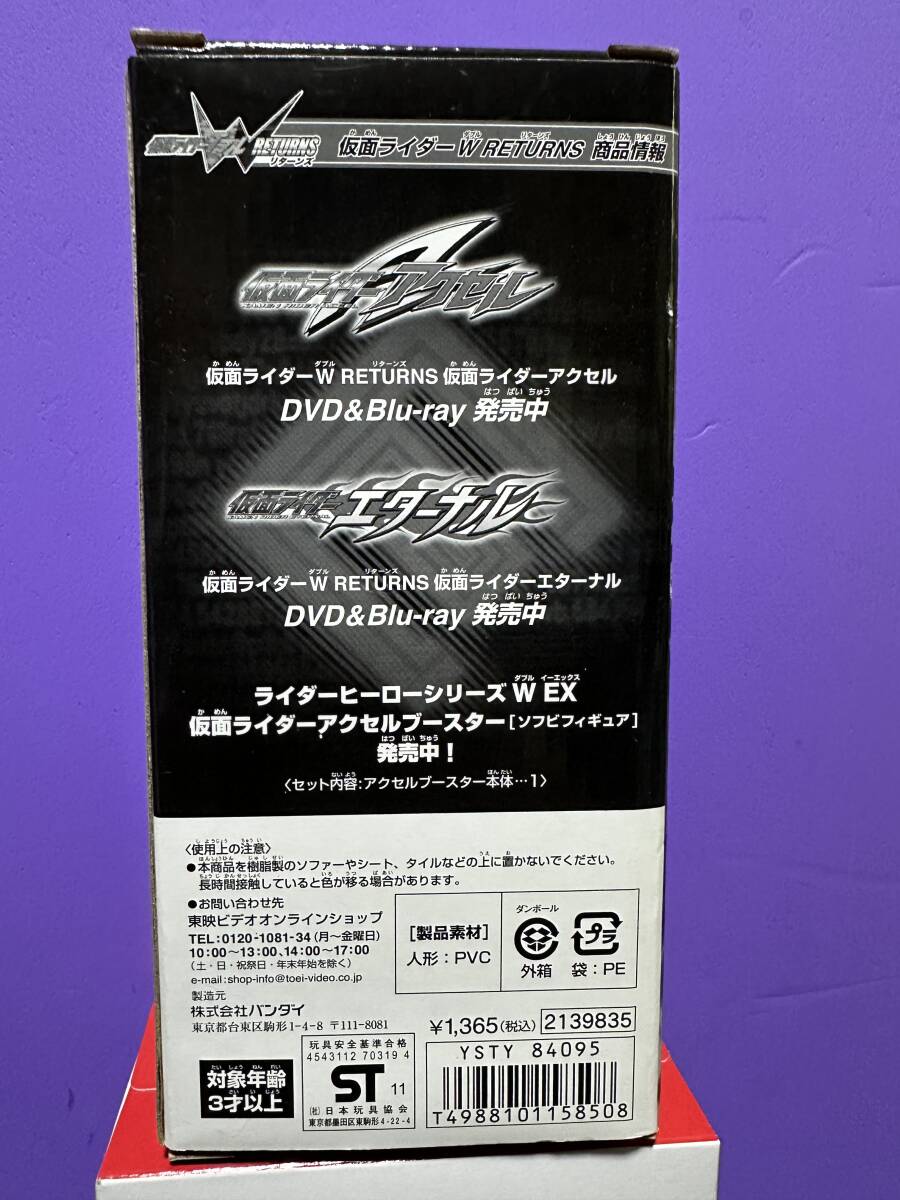 仮面ライダーW RETURNS
リターンズ
仮面ライダーW RETURNS 商品情報
仮面ライダーアクセル
仮面ライダーW RETURNS 仮面ライダーアクセル
DVD&Blu-ray 発売中
仮面ライダーエターナル
仮面ライダーW RETURNS 仮面ライダーエターナル
DVD&Blu-ray 発売中
ライダーヒーローシリーズW EX
仮面ライダーアクセルブースター[ソフビフィギュア]
発売中!
〈セット内容:アクセルブースター本体…1〉
〈使用上の注意〉
●本商品を樹脂製のソファーやシート、タイルなどの上に置かないでください。
長時間接触していると色が移る場合があります。
●お問い合わせ先
東映ビデオオンラインショップ
TEL:0120-1081-34(月~金曜日)
10:00~13:00、14:00~17:00
(土・日・祝祭日・年末年始を除く)
e-mail:shop-info@toei-video.co.jp
製造元
株式会社バンダイ
東京都台東区駒形1-4-8 〒111-8081
[製品素材]
人形:PVC
ダンボール
外箱
プラ
袋:PE
¥1,365(税込)
2139835
対象年齢
3才以上
玩具安全基準合格
4543112 70319 4
ST 11
(社)日本玩具協会
東京都墨田区東駒形4-22-4
YSTY 84095
T4988101158508